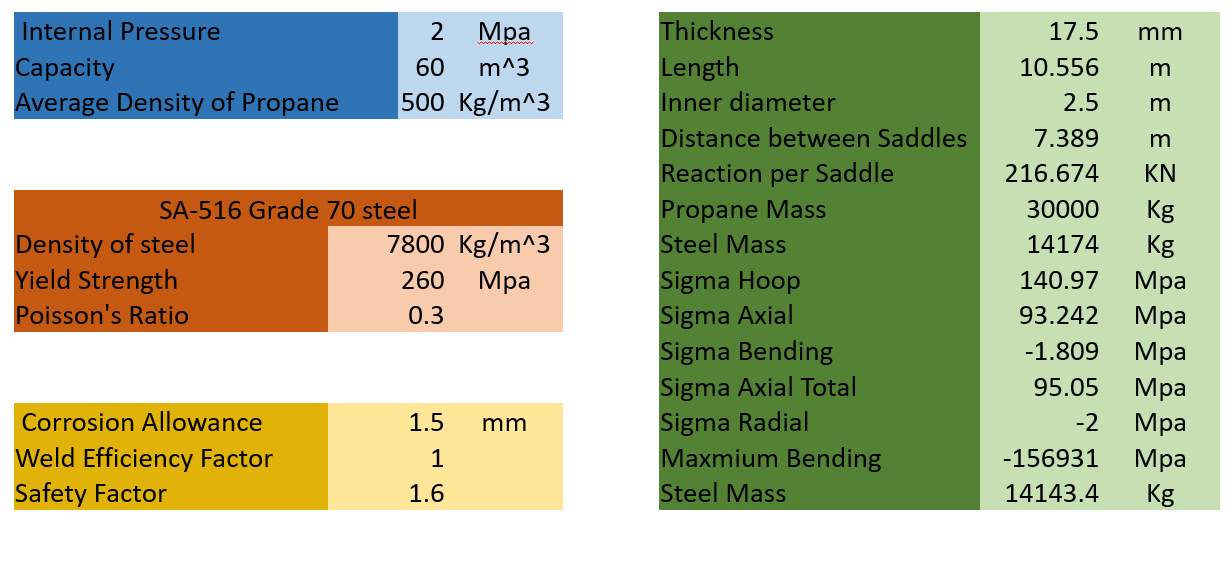 Internal Pressure 2 Mpa
Capacity 60 m^3
Average Density of Propane 500 Kg/m^3
SA-516 Grade 70 steel
Density of steel 7800 Kg/m^3
Yield Strength 260 Mpa
Poisson's Ratio 0.3
Corrosion Allowance 1.5 mm
Weld Efficiency Factor 1
Safety Factor 1.6
Thickness 17.5 mm
Length 10.556 m
Inner diameter 2.5 m
Distance between Saddles 7.389 m
Reaction per Saddle 216.674 KN
Propane Mass 30000 Kg
Steel Mass 14174 Kg
Sigma Hoop 140.97 Mpa
Sigma Axial 93.242 Mpa
Sigma Bending -1.809 Mpa
Sigma Axial Total 95.05 Mpa
Sigma Radial -2 Mpa
Maxmium Bending -156931 Mpa
Steel Mass 14143.4 Kg